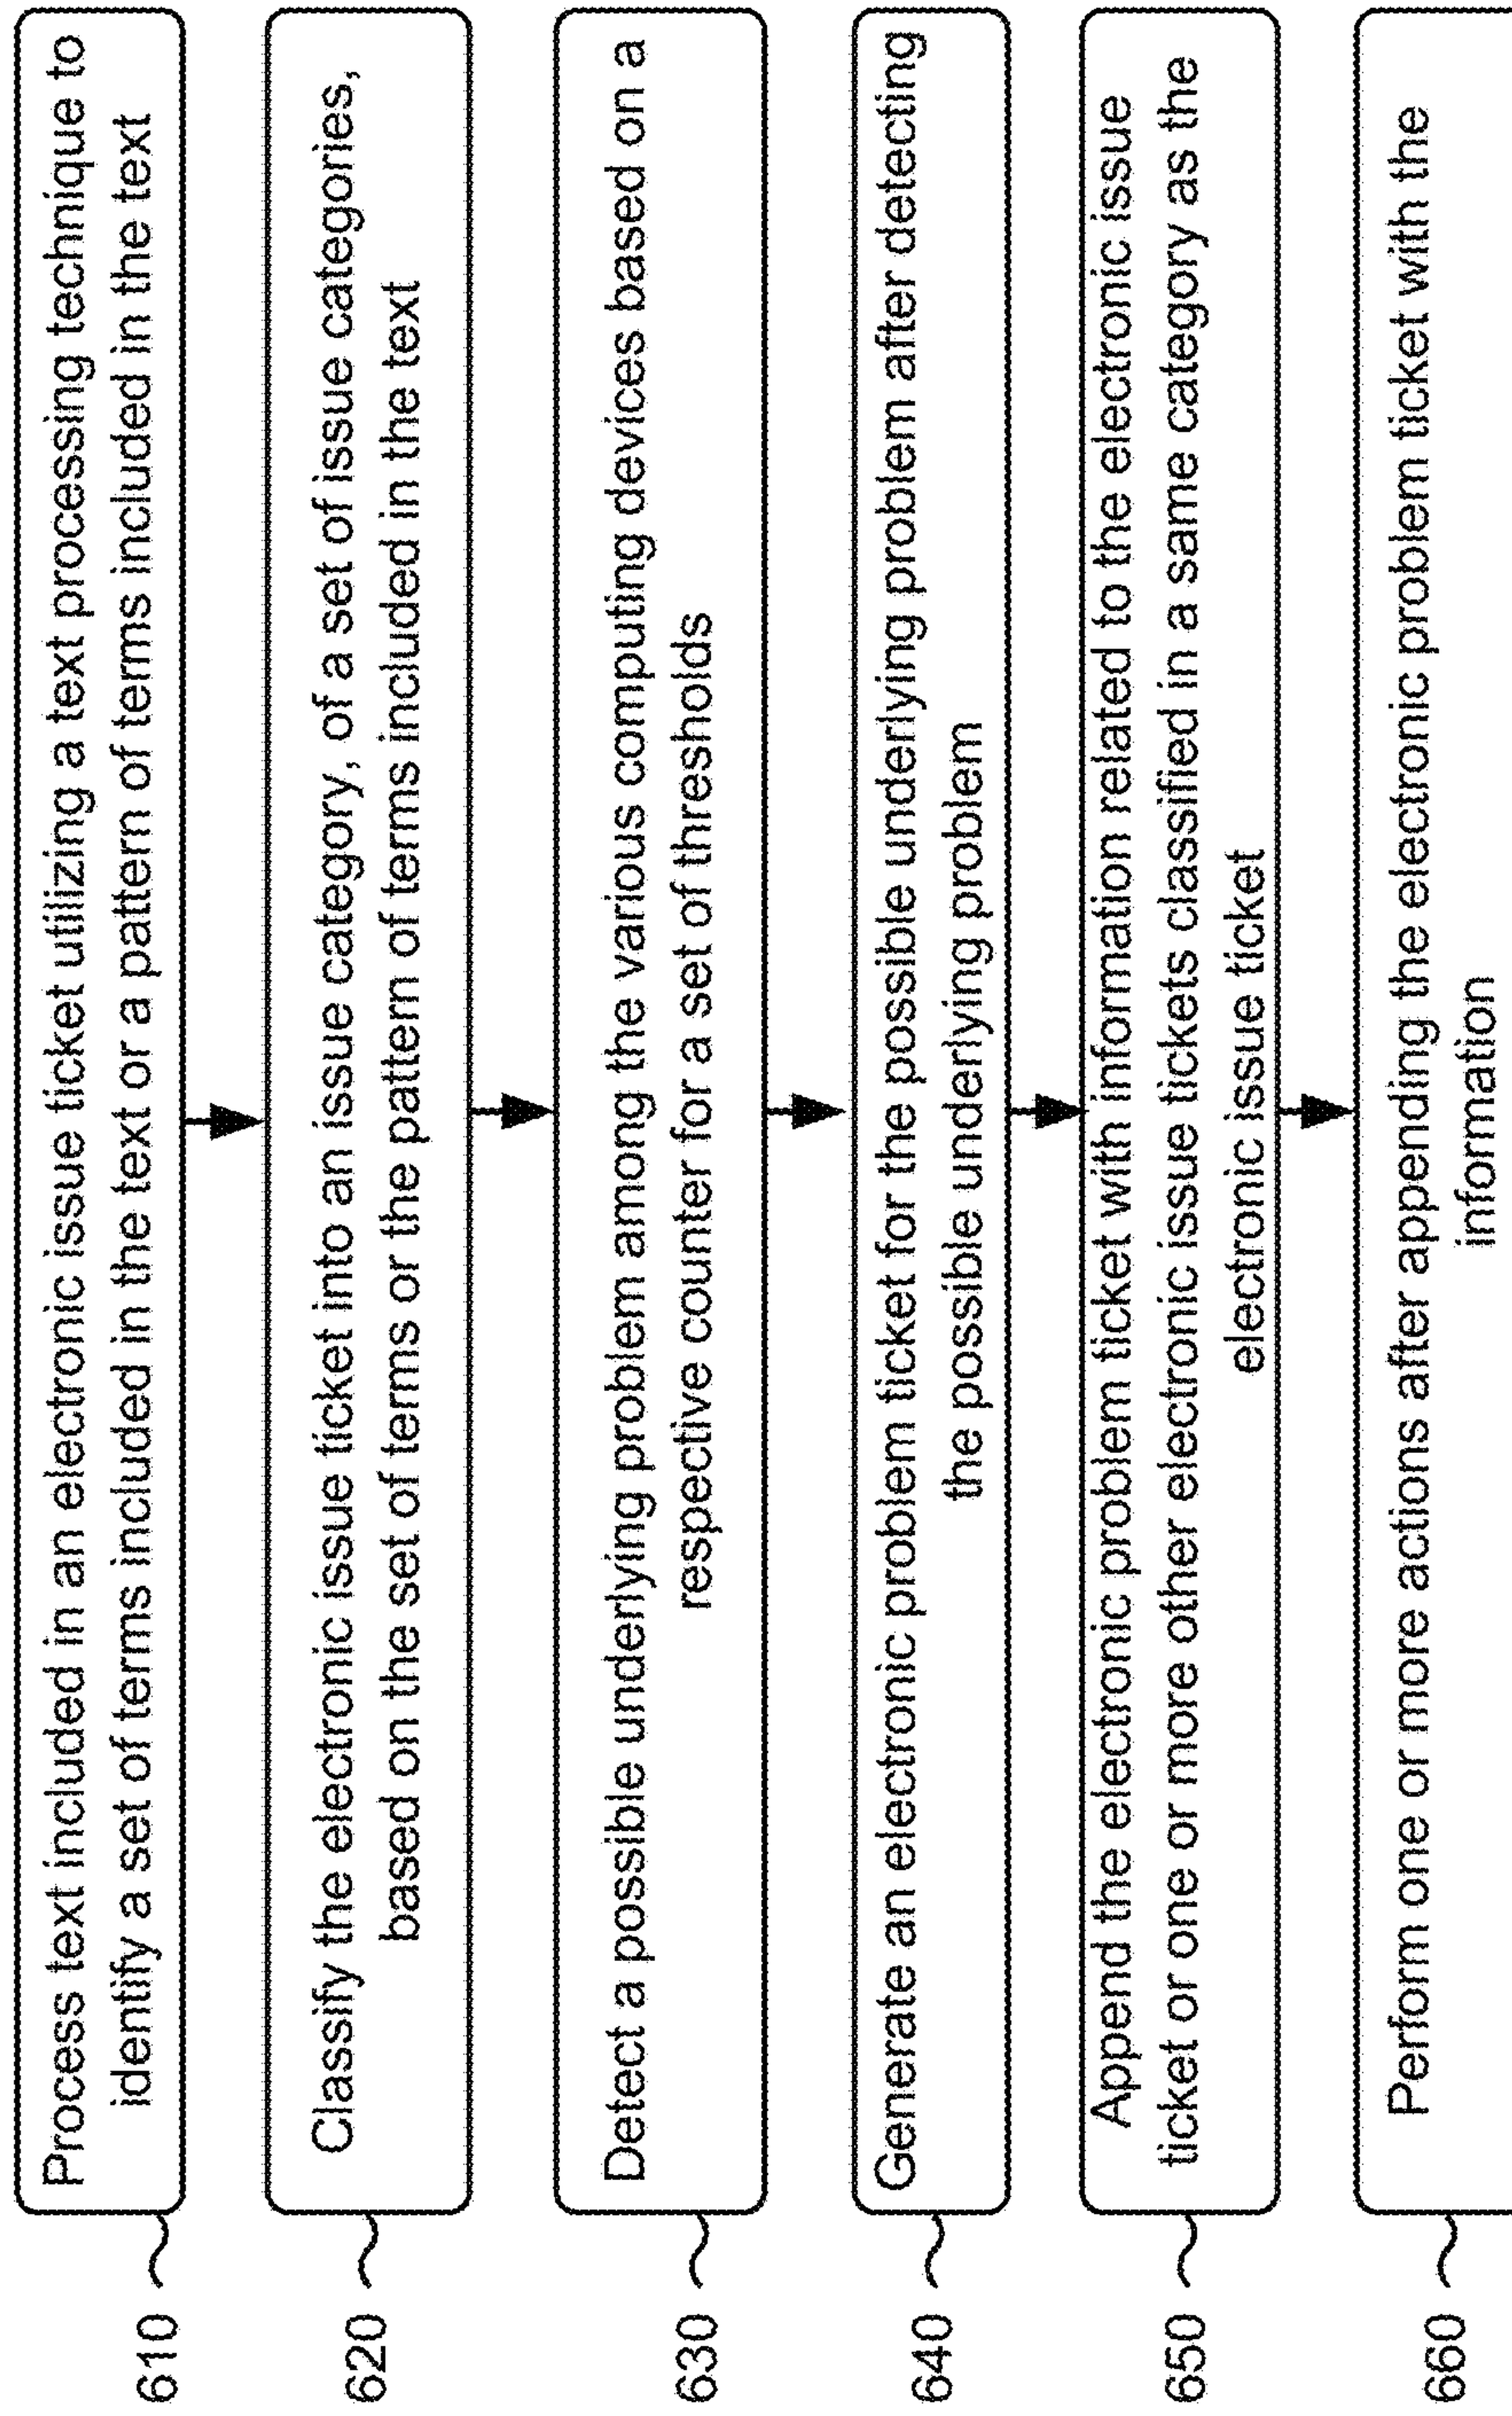 610
Process text included in an electronic issue ticket utilizing a text processing technique to
identify a set of terms included in the text or a pattern of terms included in the text
620
Classify the electronic issue ticket into an issue category, of a set of issue categories,
based on the set of terms or the pattern of terms included in the text
630
Detect a possible underlying problem among the various computing devices based on a
respective counter for a set of thresholds
640
Generate an electronic problem ticket for the possible underlying problem after detecting
the possible underlying problem
650
Append the electronic problem ticket with information related to the electronic issue
ticket or one or more other electronic issue tickets classified in a same category as the
electronic issue ticket
660
Perform one or more actions after appending the electronic problem ticket with the
information